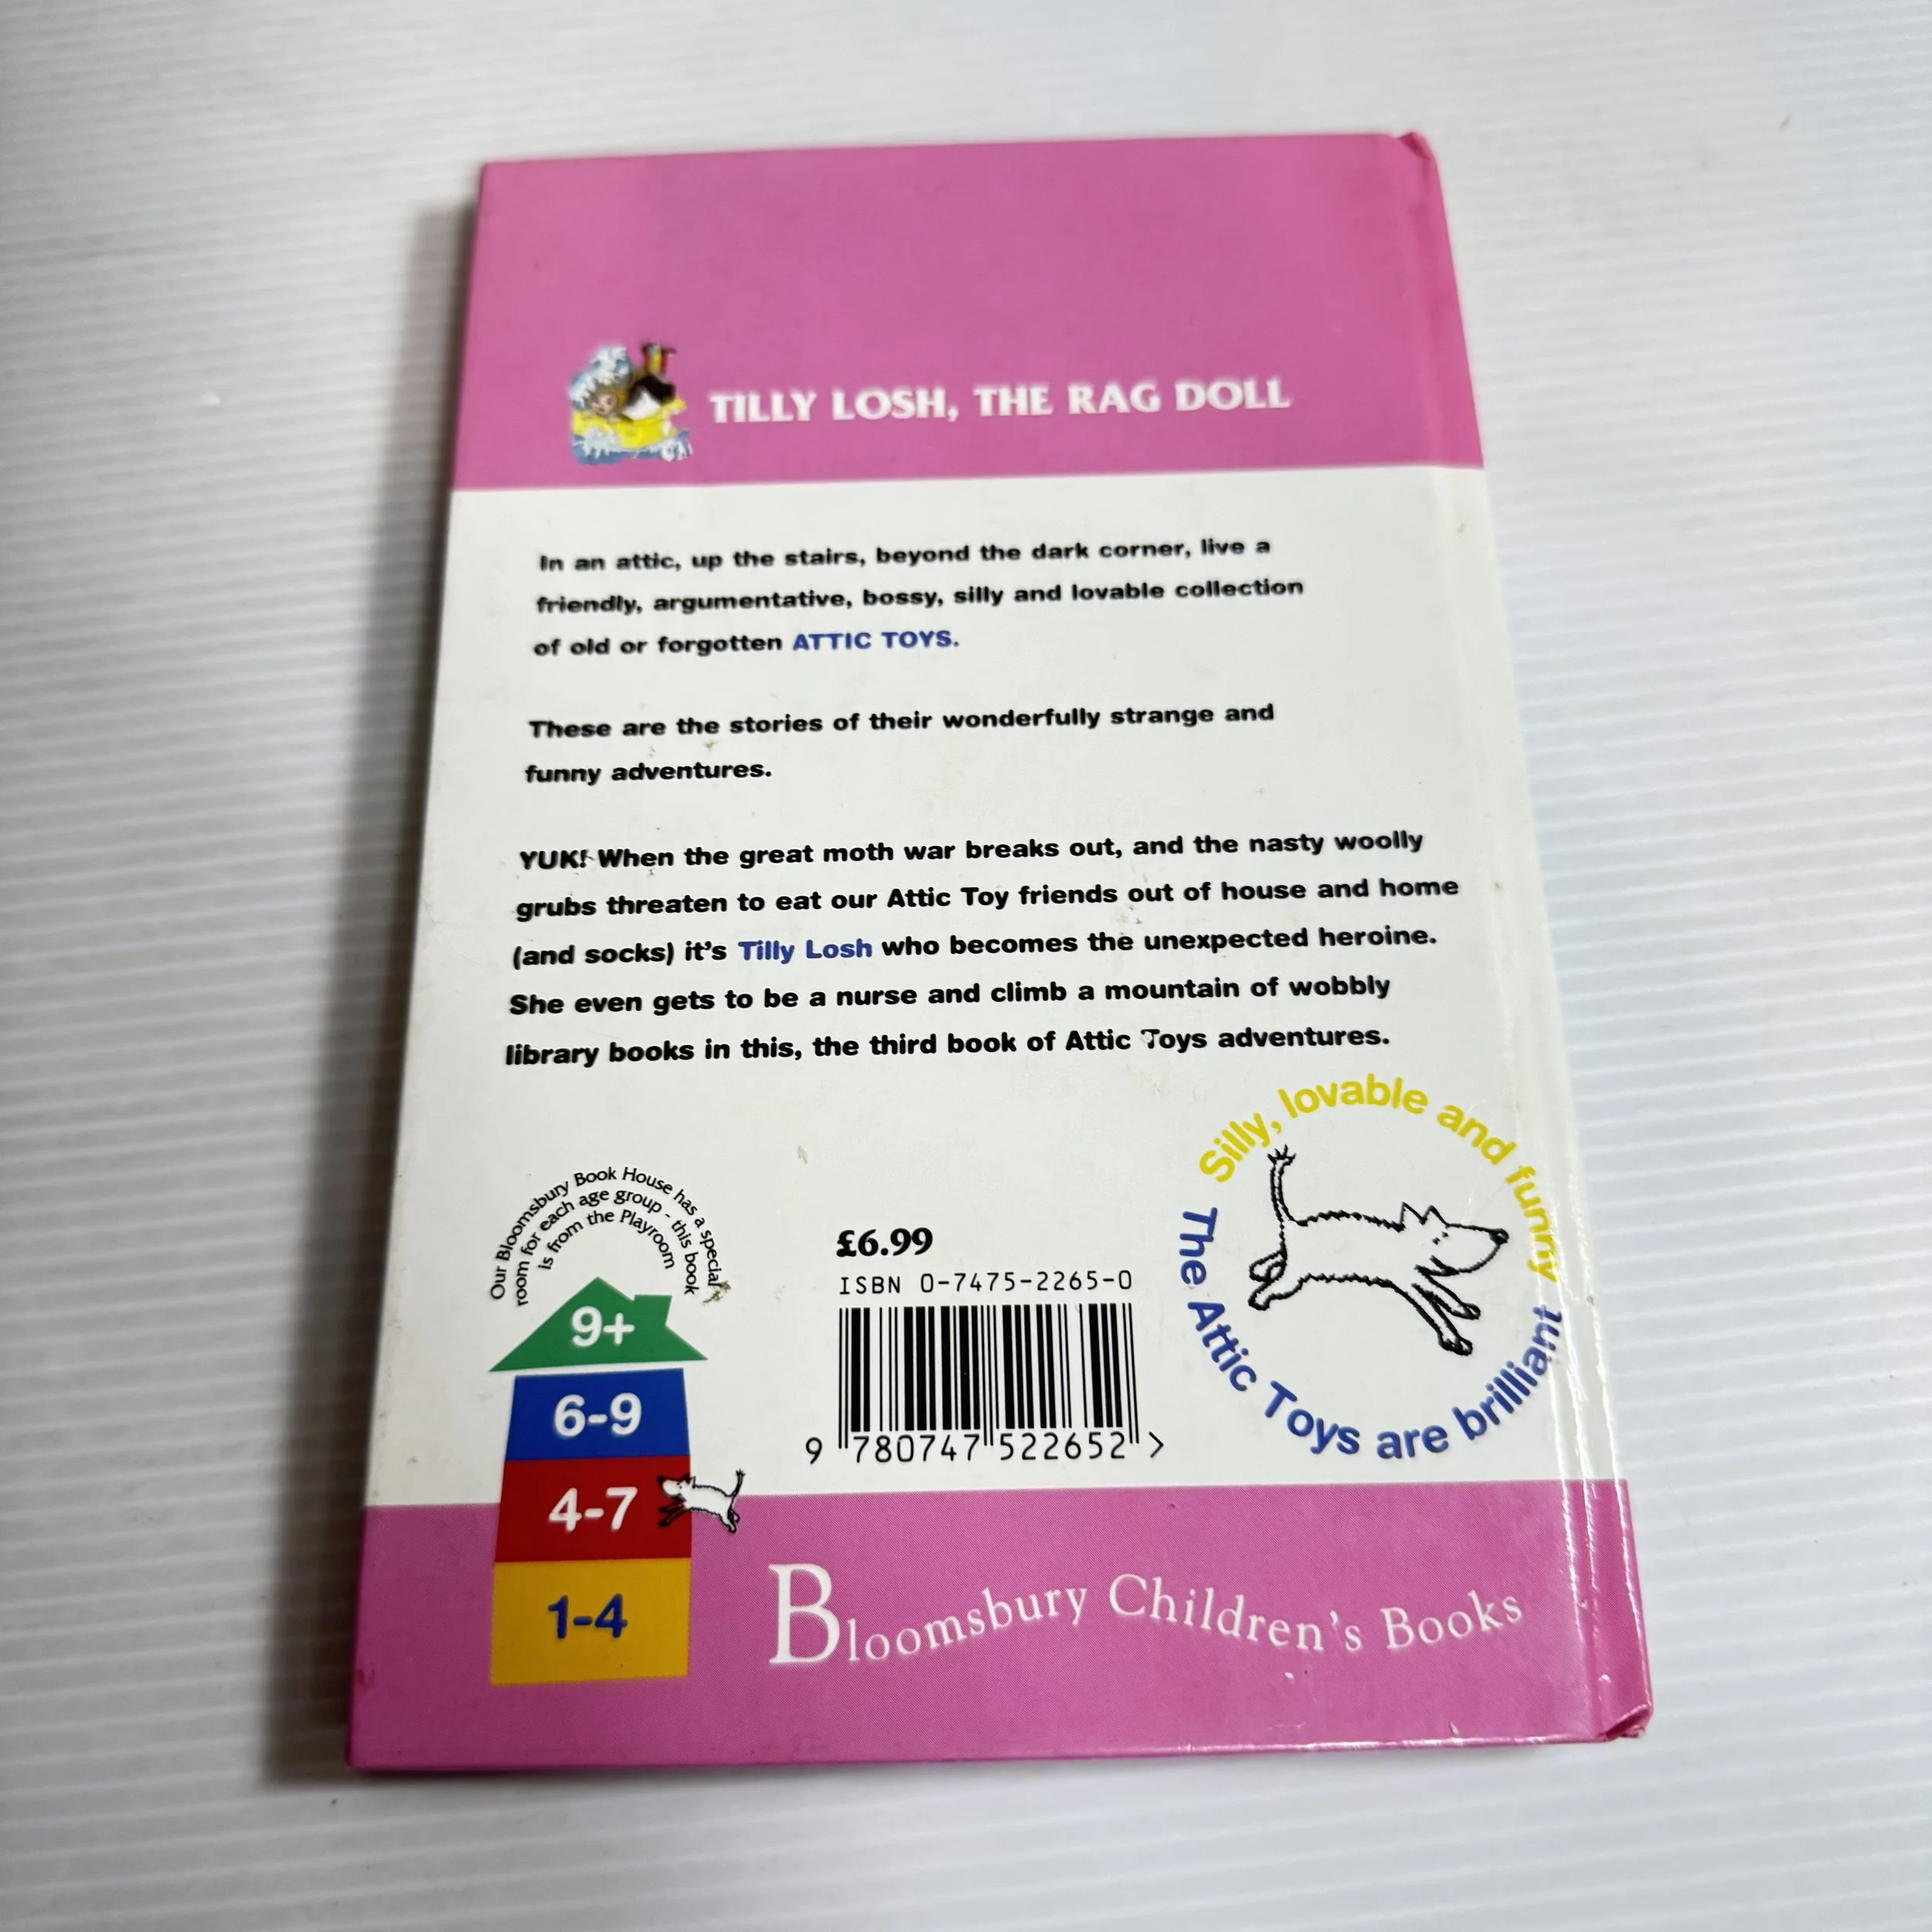 TILLY LOSH, THE RAG DOLL
In an attic, up the stairs, beyond the dark corner, live a
friendly, argumentative, bossy, silly and lovable collection
of old or forgotten ATTIC TOYS.
These are the stories of their wonderfully strange and
funny adventures.
YUK! When the great moth war breaks out, and the nasty woolly
grubs threaten to eat our Attic Toy friends out of house and home
(and socks) it's Tilly Losh who becomes the unexpected heroine.
She even gets to be a nurse and climb a mountain of wobbly
library books in this, the third book of Attic Toys adventures.
Our Bloomsbury Book House has a special
room for each age group - this book
is from the Playroom
9+
6-9
4-7
1-4
£6.99
ISBN 0-7475-2265-0
9 780747 522652 >
Silly, lovable and funny
The Attic Toys are brilliant
Bloomsbury Children's Books